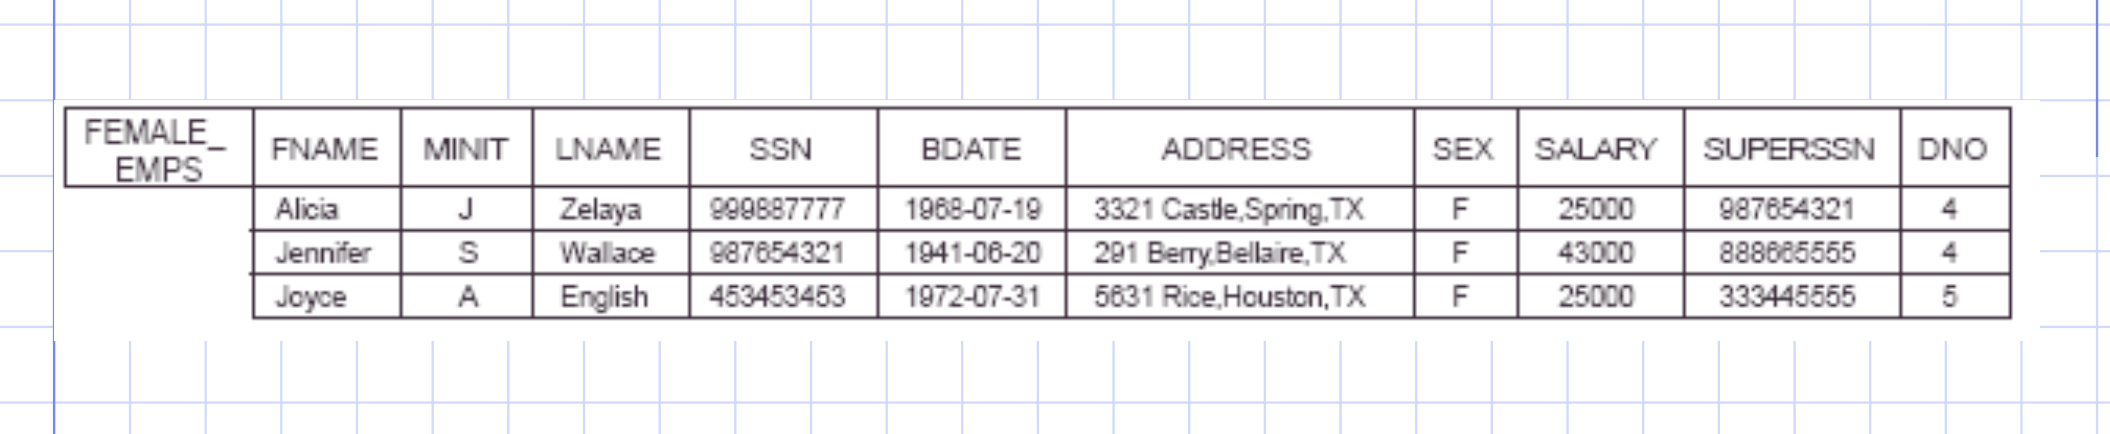 FEMALE_
EMPS FNAME MINIT LNAME SSN BDATE ADDRESS SEX SALARY SUPERSSN DNO
Alicia J Zelaya 999887777 1968-07-19 3321 Castle,Spring,TX F 25000 987654321 4
Jennifer S Wallace 987654321 1941-06-20 291 Berry,Bellaire,TX F 43000 888665555 4
Joyce A English 453453453 1972-07-31 5631 Rice,Houston,TX F 25000 333445555 5